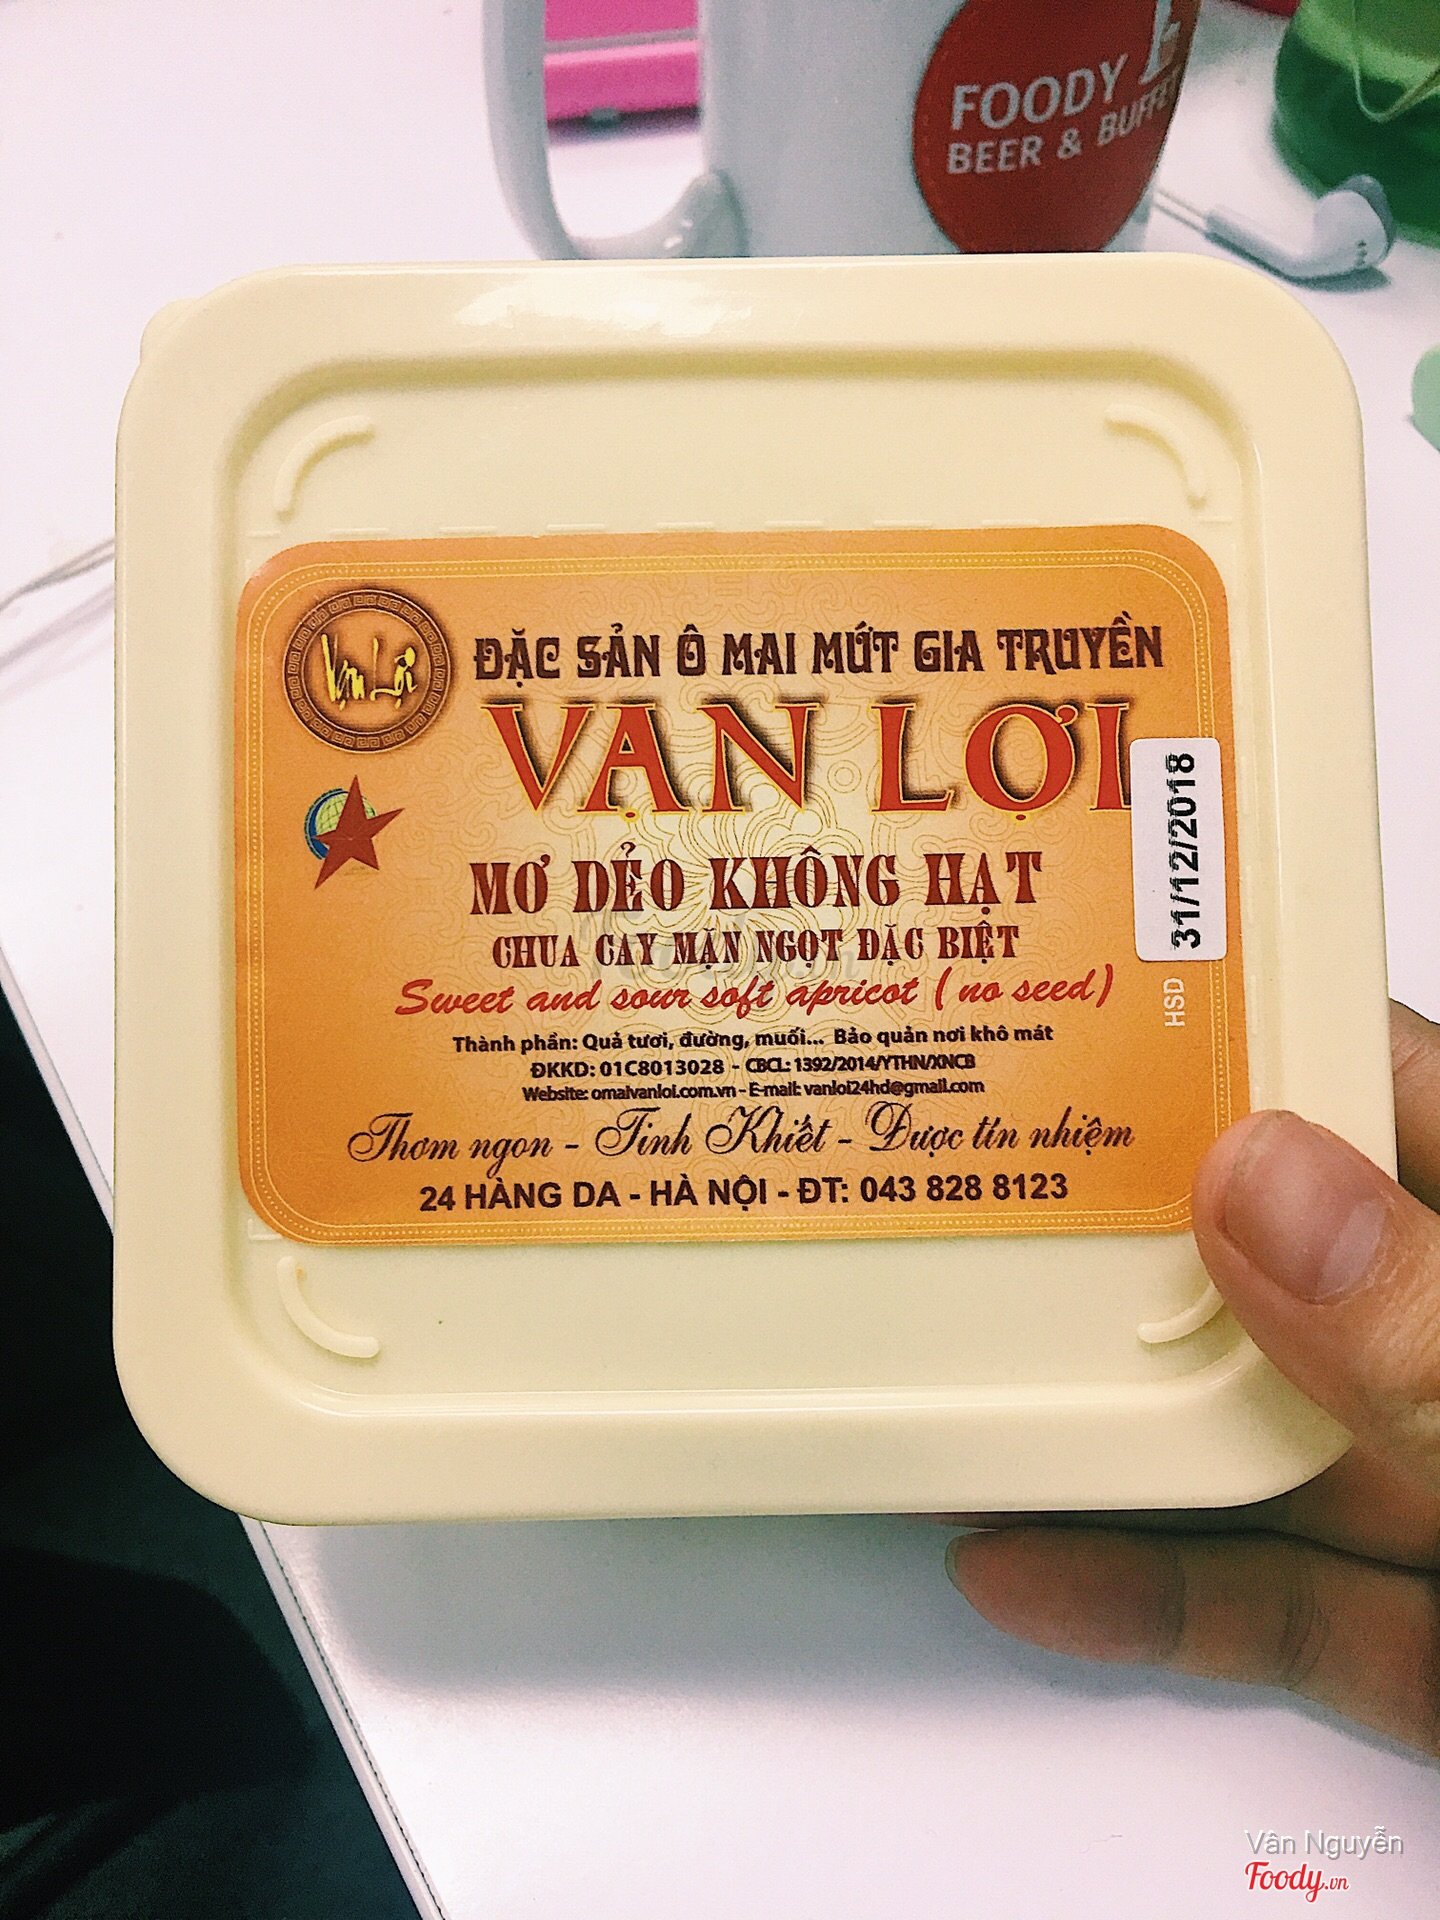 FOODY
BEER & BUFFET
Vạn Lợi
ĐẶC SẢN Ô MAI MỨT GIA TRUYỀN
VẠN LỢI
31/12/2018
HSD
MƠ DẺO KHÔNG HẠT
CHUA CAY MẶN NGỌT ĐẶC BIỆT
Sweet and sour soft apricot ( no seed)
Thành phần: Quả tươi, đường, muối... Bảo quản nơi khô mát
ĐKKD: 01C8013028 - CBCL: 1392/2014/YTHN/XNCB
Website: omaivanloi.com.vn - E-mail: vanloi24hd@gmail.com
Thơm ngon - Tinh Khiết - Được tín nhiệm
24 HÀNG DA - HÀ NỘI - ĐT: 043 828 8123
Vân Nguyễn
Foody.vn